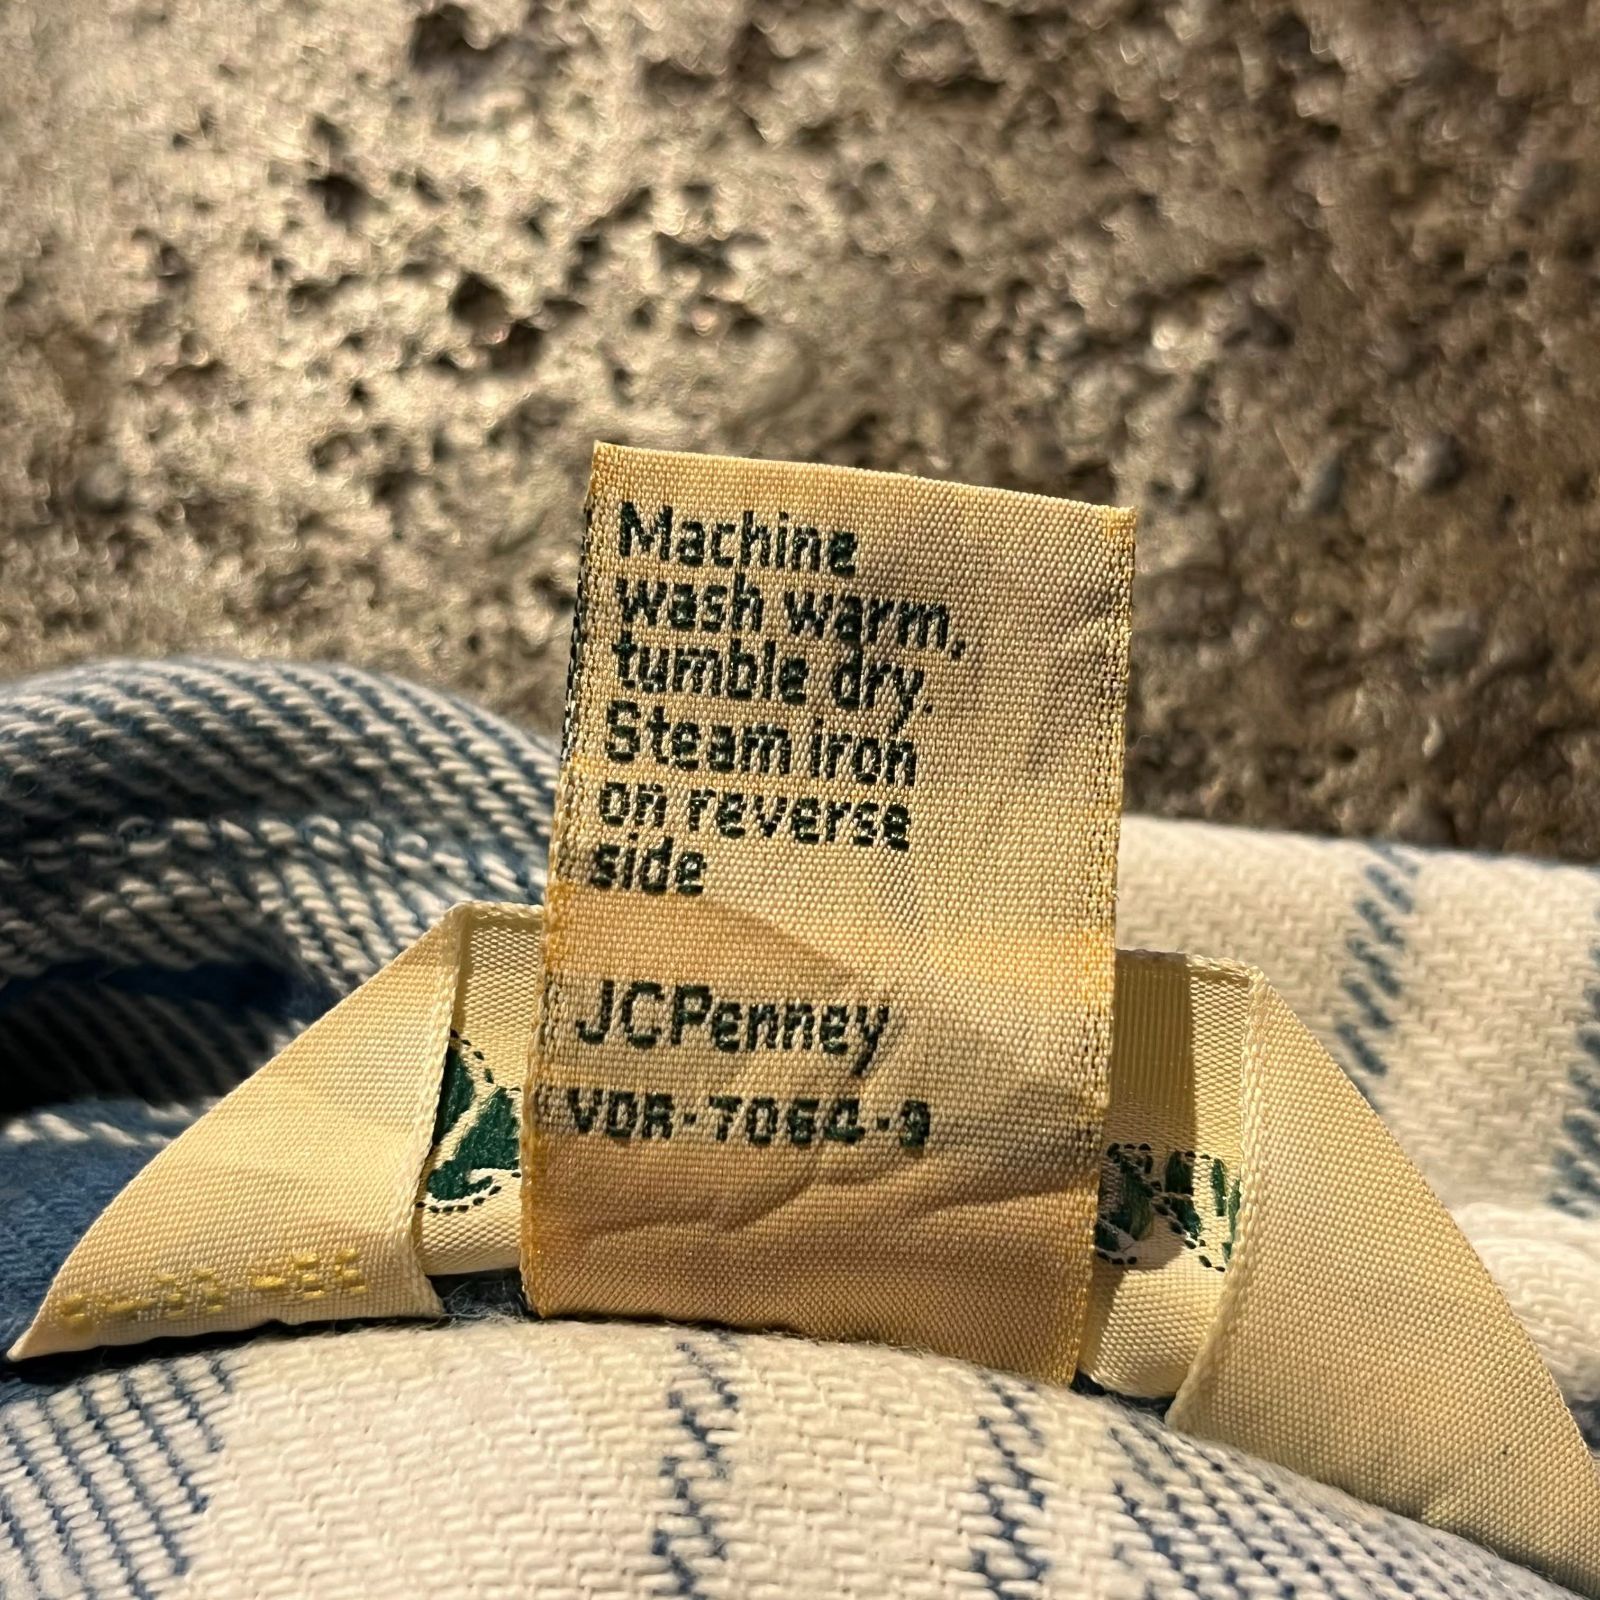 Machine
wash warm,
tumble dry.
Steam iron
on reverse
side
JCPenney
VDR-7064-9